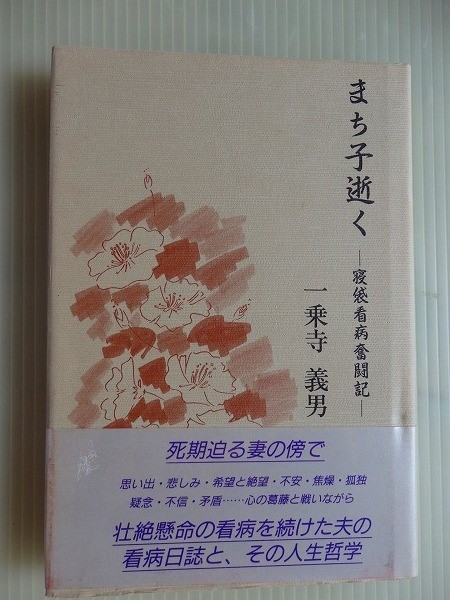 まち子逝く
―寝袋看病奮闘記―
一乗寺 義男
死期迫る妻の傍で
思い出・悲しみ・希望と絶望・不安・焦燥・孤独
疑念・不信・矛盾……心の葛藤と戦いながら
壮絶懸命の看病を続けた夫の
看病日誌と、その人生哲学